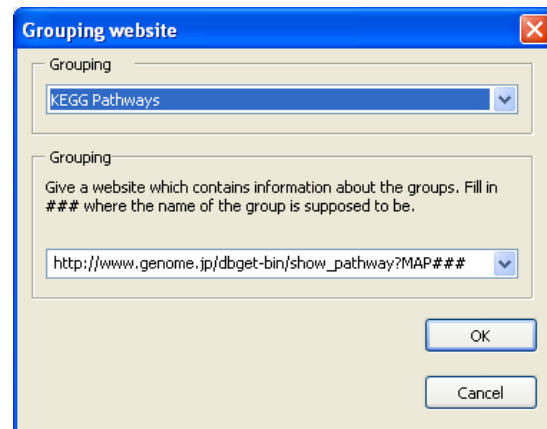 Grouping website
Grouping
KEGG Pathways
Grouping
Give a website which contains information about the groups. Fill in
### where the name of the group is supposed to be.
http://www.genome.jp/dbget-bin/show_pathway?MAP###
OK
Cancel